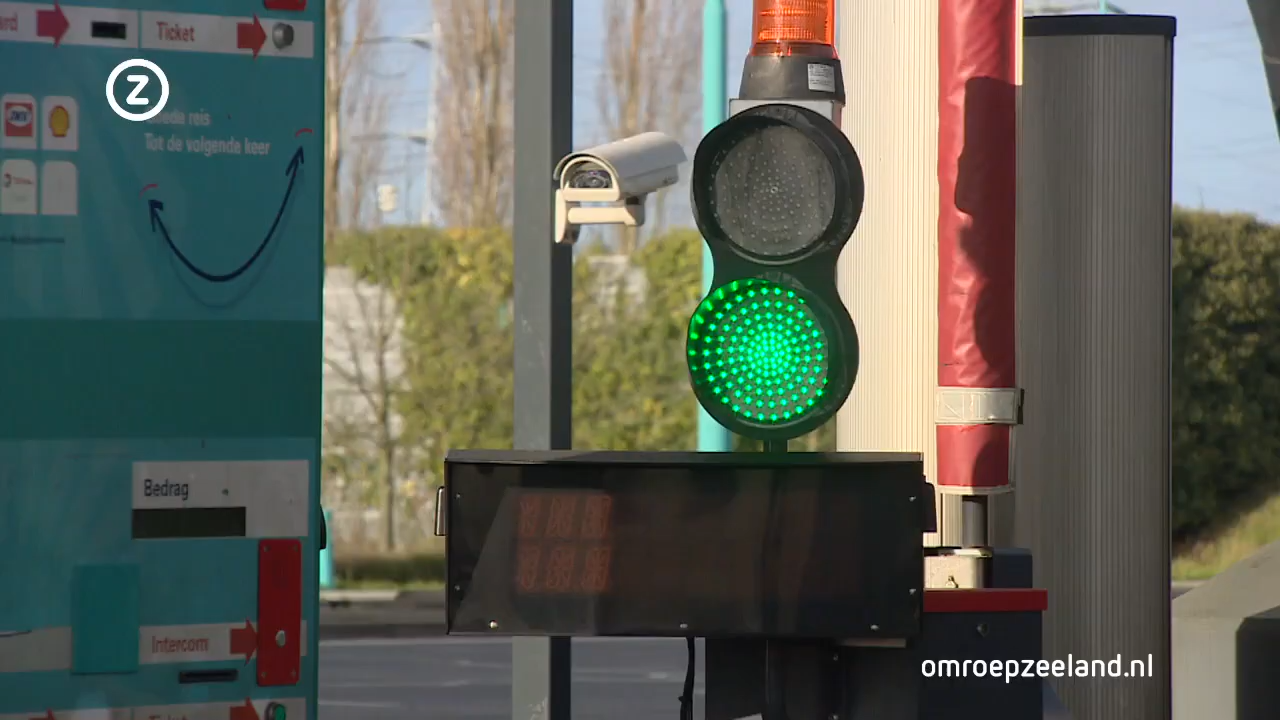 Ticket
Z
Tot de volgende keer
Bedrag
Intercom
omroepzeeland.nl